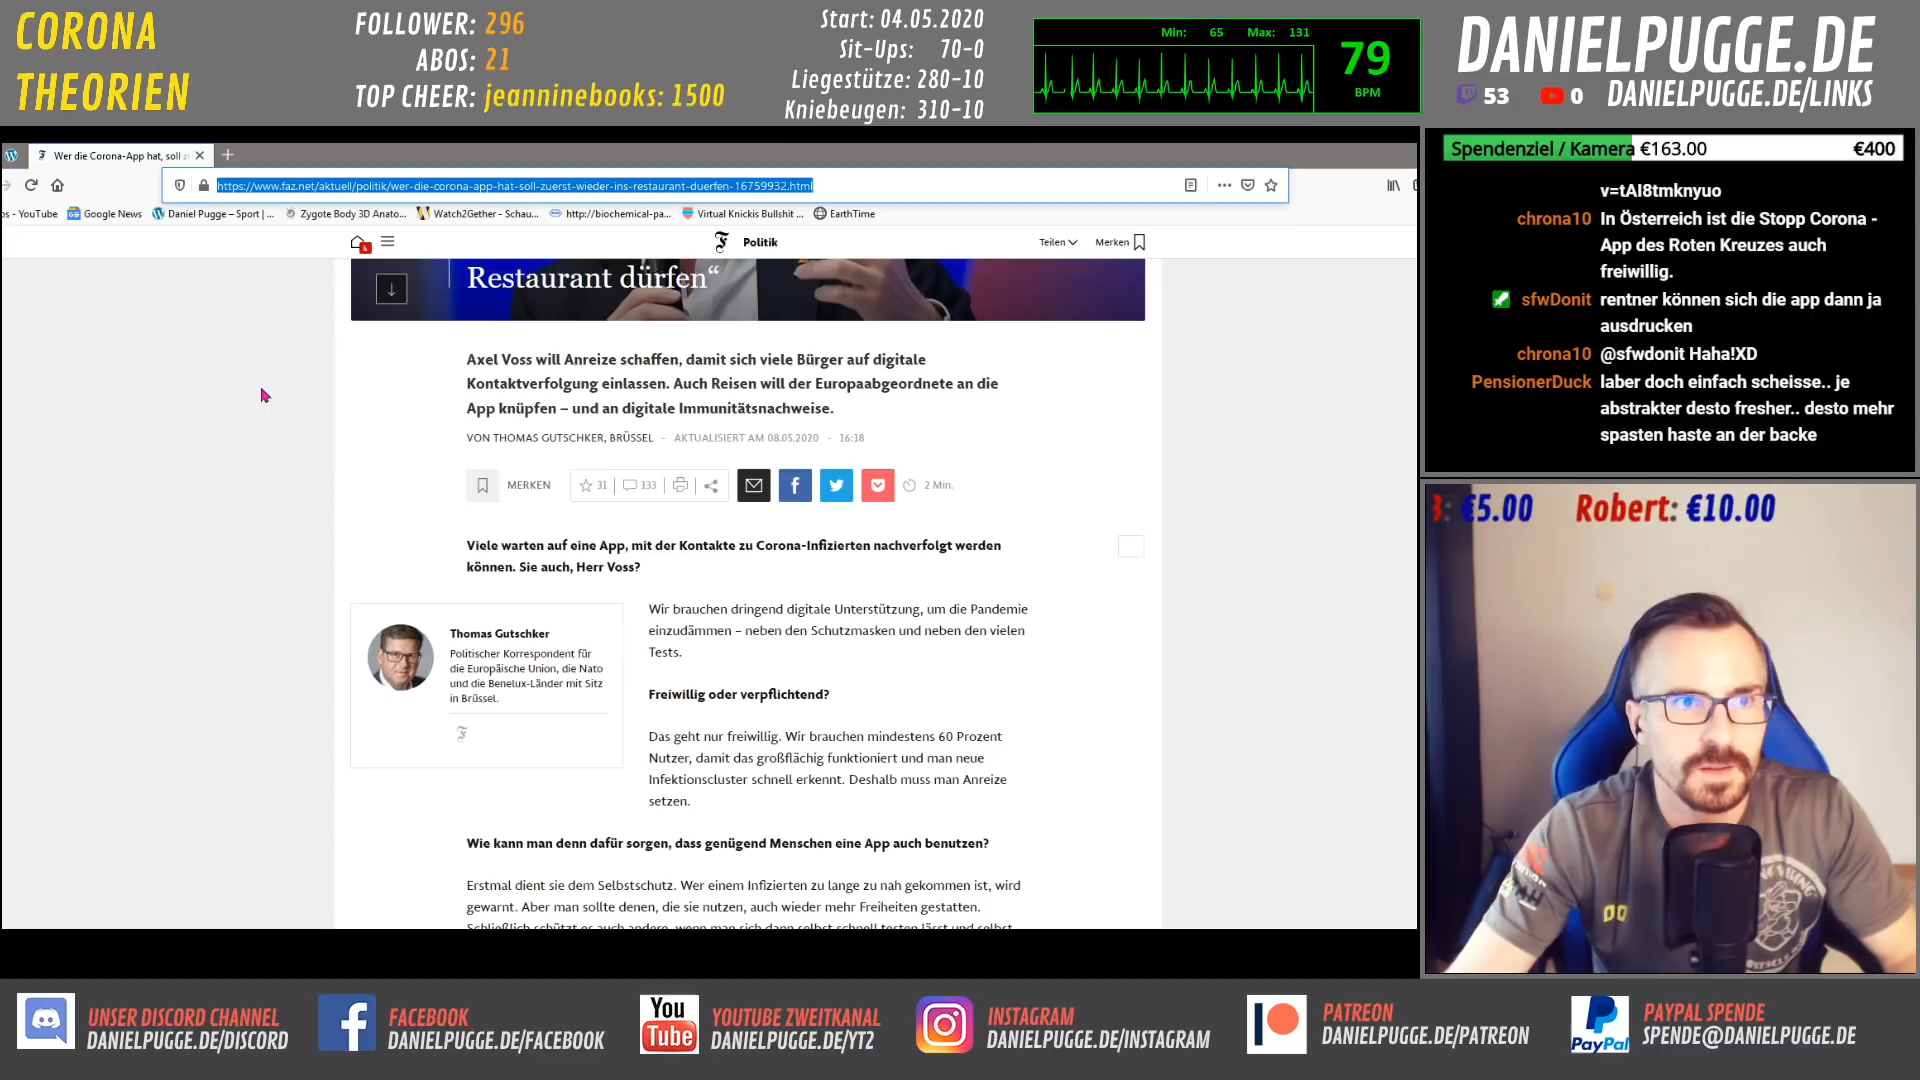 CORONA
THEORIEN
FOLLOWER: 296
ABOS: 21
TOP CHEER: jeanninebooks: 1500
Start: 04.05.2020
Sit-Ups: 70-0
Liegestütze: 280-10
Kniebeugen: 310-10
Min: 65 Max: 131
79
BPM
DANIELPUGGE.DE
53 0 DANIELPUGGE.DE/LINKS
Wer die Corona-App hat, soll z
https://www.faz.net/aktuell/politik/wer-die-corona-app-hat-soll-zuerst-wieder-ins-restaurant-duerfen-16759932.html
os - YouTube Google News Daniel Pugge – Sport | ... Zygote Body 3D Anato... Watch2Gether - Schau... http://biochemical-pa... Virtual Knickis Bullshit ... EarthTime
Politik
Teilen Merken
Restaurant dürfen“
Axel Voss will Anreize schaffen, damit sich viele Bürger auf digitale
Kontaktverfolgung einlassen. Auch Reisen will der Europaabgeordnete an die
App knüpfen – und an digitale Immunitätsnachweise.
VON THOMAS GUTSCHKER, BRÜSSEL - AKTUALISIERT AM 08.05.2020 - 16:18
MERKEN 31 133 2 Min.
Viele warten auf eine App, mit der Kontakte zu Corona-Infizierten nachverfolgt werden
können. Sie auch, Herr Voss?
Thomas Gutschker
Politischer Korrespondent für
die Europäische Union, die Nato
und die Benelux-Länder mit Sitz
in Brüssel.
Wir brauchen dringend digitale Unterstützung, um die Pandemie
einzudämmen – neben den Schutzmasken und neben den vielen
Tests.
Freiwillig oder verpflichtend?
Das geht nur freiwillig. Wir brauchen mindestens 60 Prozent
Nutzer, damit das großflächig funktioniert und man neue
Infektionscluster schnell erkennt. Deshalb muss man Anreize
setzen.
Wie kann man denn dafür sorgen, dass genügend Menschen eine App auch benutzen?
Erstmal dient sie dem Selbstschutz. Wer einem Infizierten zu lange zu nah gekommen ist, wird
gewarnt. Aber man sollte denen, die sie nutzen, auch wieder mehr Freiheiten gestatten.
Schließlich schützt es auch andere, wenn man sich dann selbst schnell testen lässt und selbst
Spendenziel / Kamera €163.00 €400
v=tAI8tmknyuo
chrona10 In Österreich ist die Stopp Corona -
App des Roten Kreuzes auch
freiwillig.
sfwDonit rentner können sich die app dann ja
ausdrucken
chrona10 @sfwdonit Haha!XD
PensionerDuck laber doch einfach scheisse.. je
abstrakter desto fresher.. desto mehr
spasten haste an der backe
: €5.00 Robert: €10.00
UNSER DISCORD CHANNEL
DANIELPUGGE.DE/DISCORD
FACEBOOK
DANIELPUGGE.DE/FACEBOOK
You
Tube
YOUTUBE ZWEITKANAL
DANIELPUGGE.DE/YT2
INSTAGRAM
DANIELPUGGE.DE/INSTAGRAM
PATREON
DANIELPUGGE.DE/PATREON
PayPal
PAYPAL SPENDE
SPENDE@DANIELPUGGE.DE